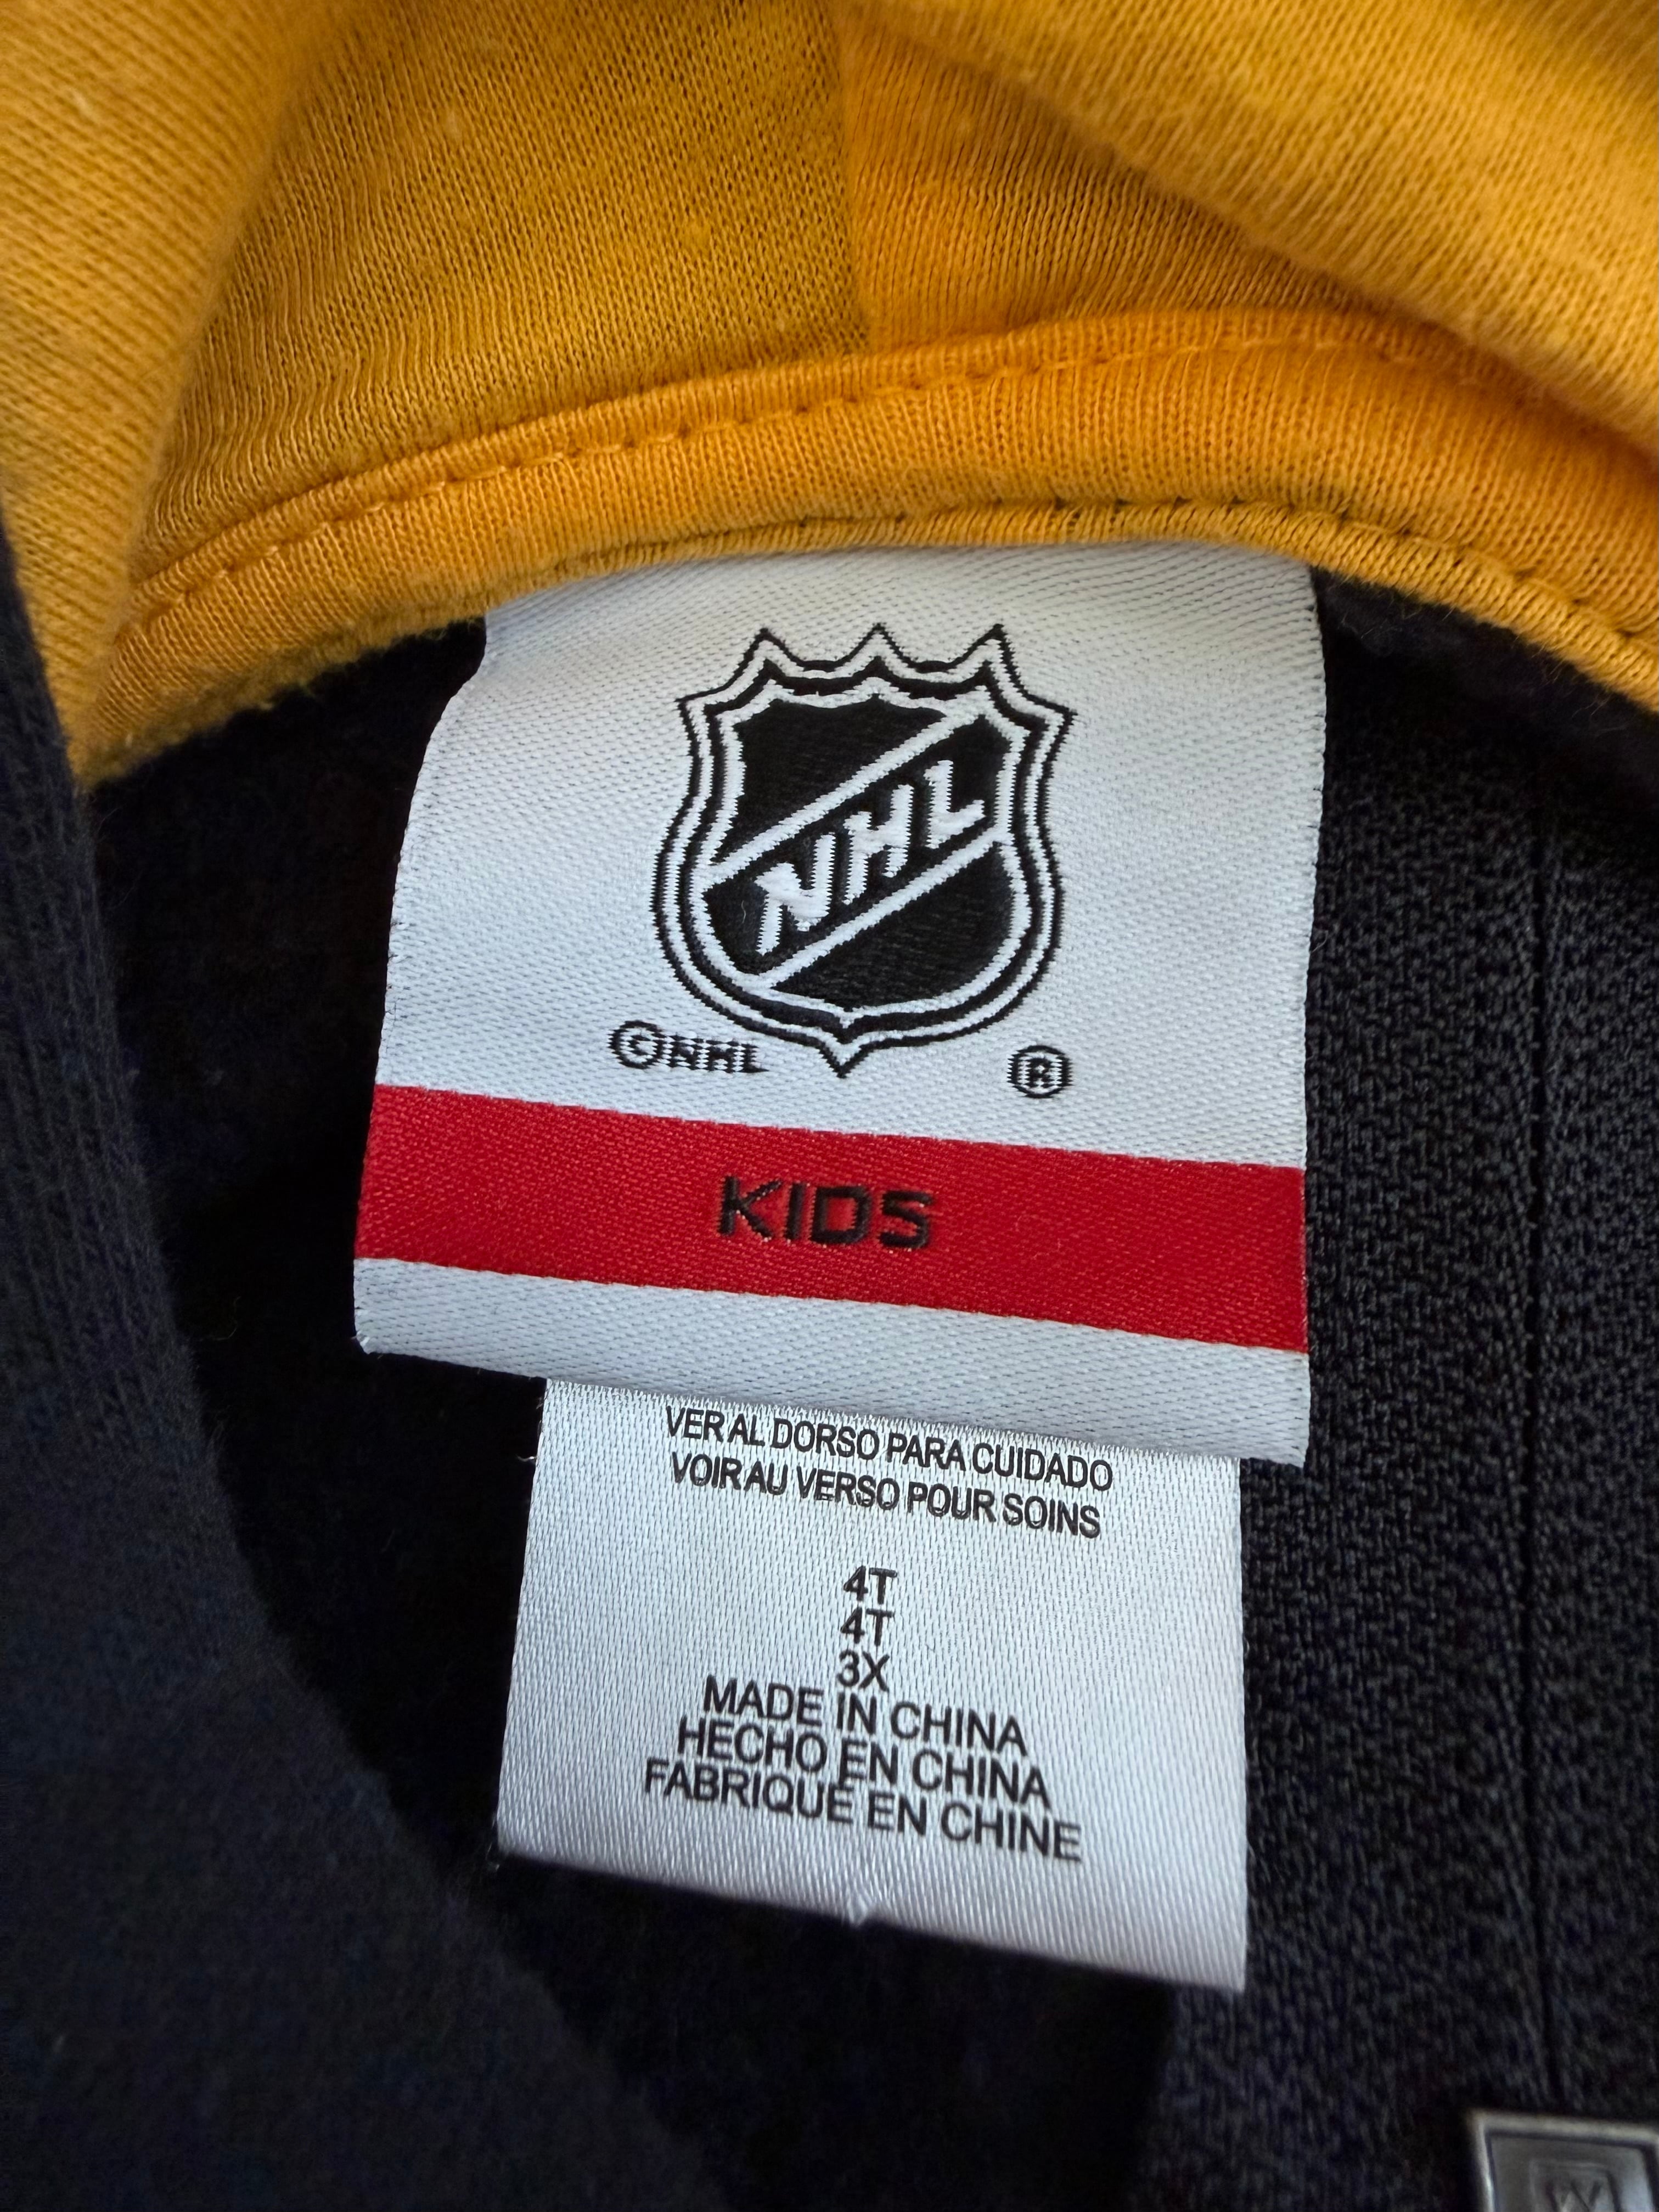 NHL
©NHL ®
KIDS
VER AL DORSO PARA CUIDADO
VOIR AU VERSO POUR SOINS
4T
4T
3X
MADE IN CHINA
HECHO EN CHINA
FABRIQUÉ EN CHINE